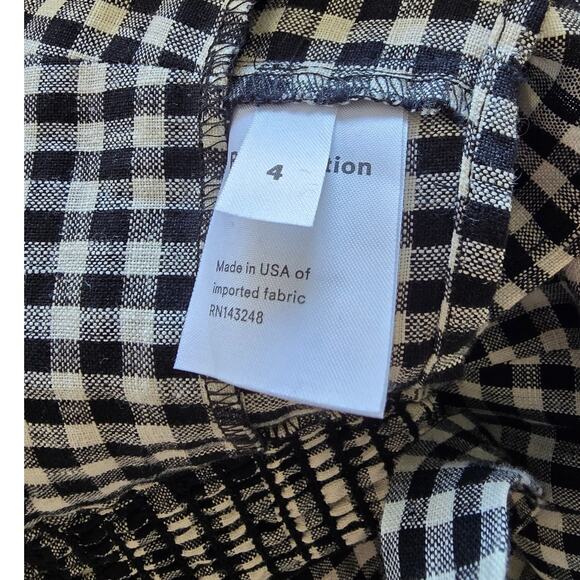 4
Made in USA of
imported fabric
RN143248